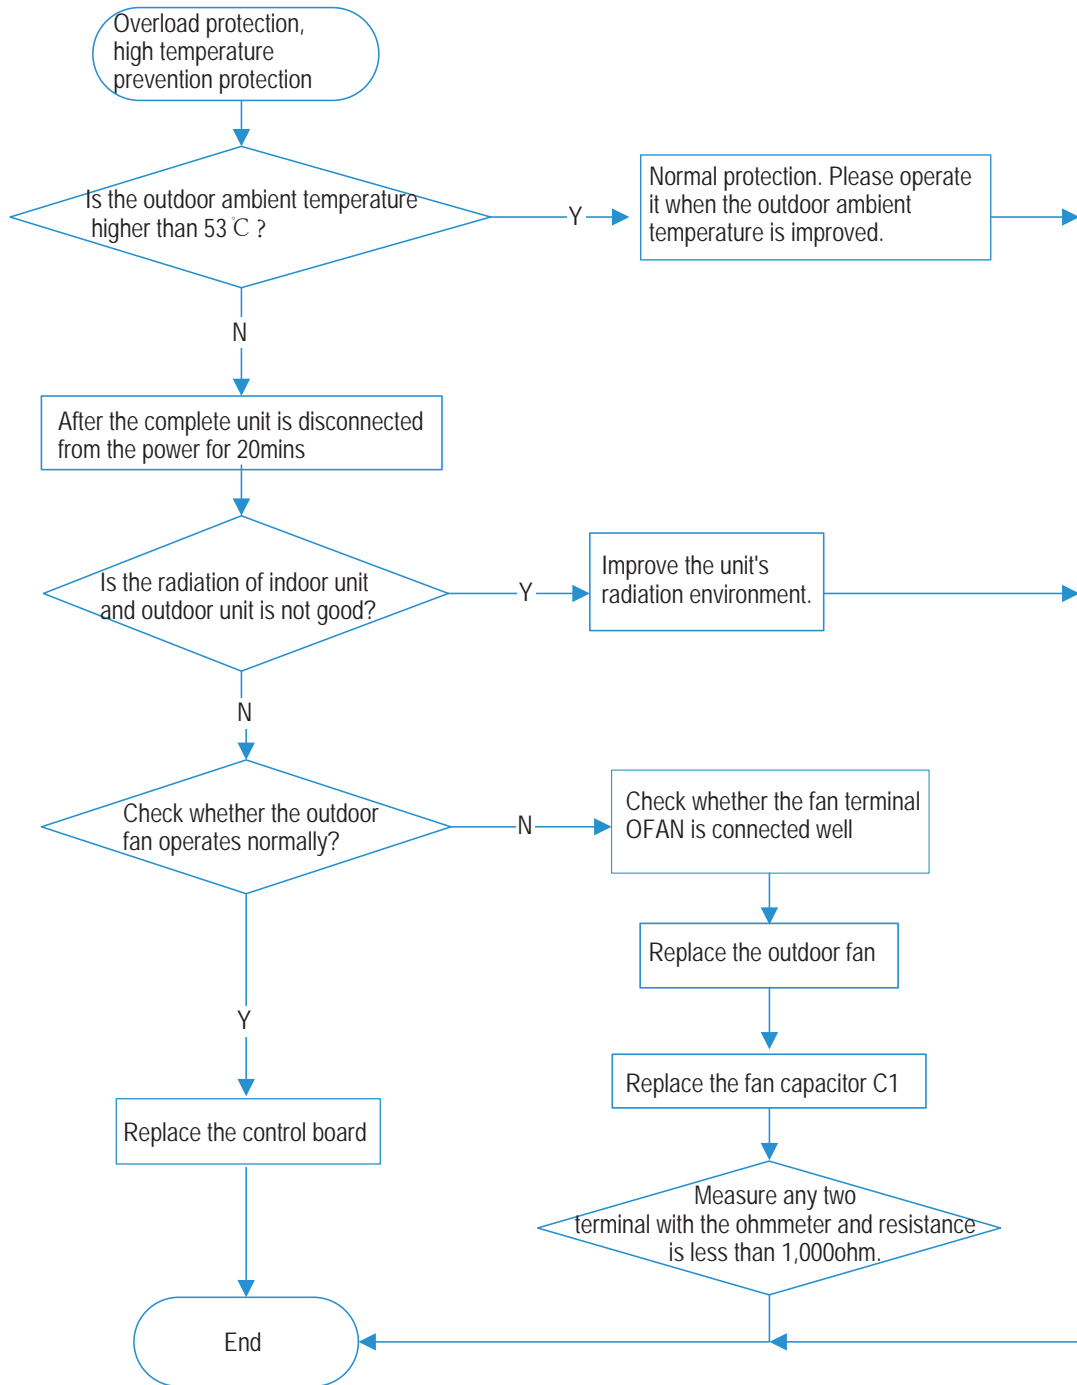 Overload protection,
high temperature
prevention protection
Is the outdoor ambient temperature
higher than 53℃ ?
Y
Normal protection. Please operate
it when the outdoor ambient
temperature is improved.
N
After the complete unit is disconnected
from the power for 20mins
Is the radiation of indoor unit
and outdoor unit is not good?
Y
Improve the unit's
radiation environment.
N
Check whether the outdoor
fan operates normally?
N
Check whether the fan terminal
OFAN is connected well
Replace the outdoor fan
Y
Replace the fan capacitor C1
Replace the control board
Measure any two
terminal with the ohmmeter and resistance
is less than 1,000ohm.
End